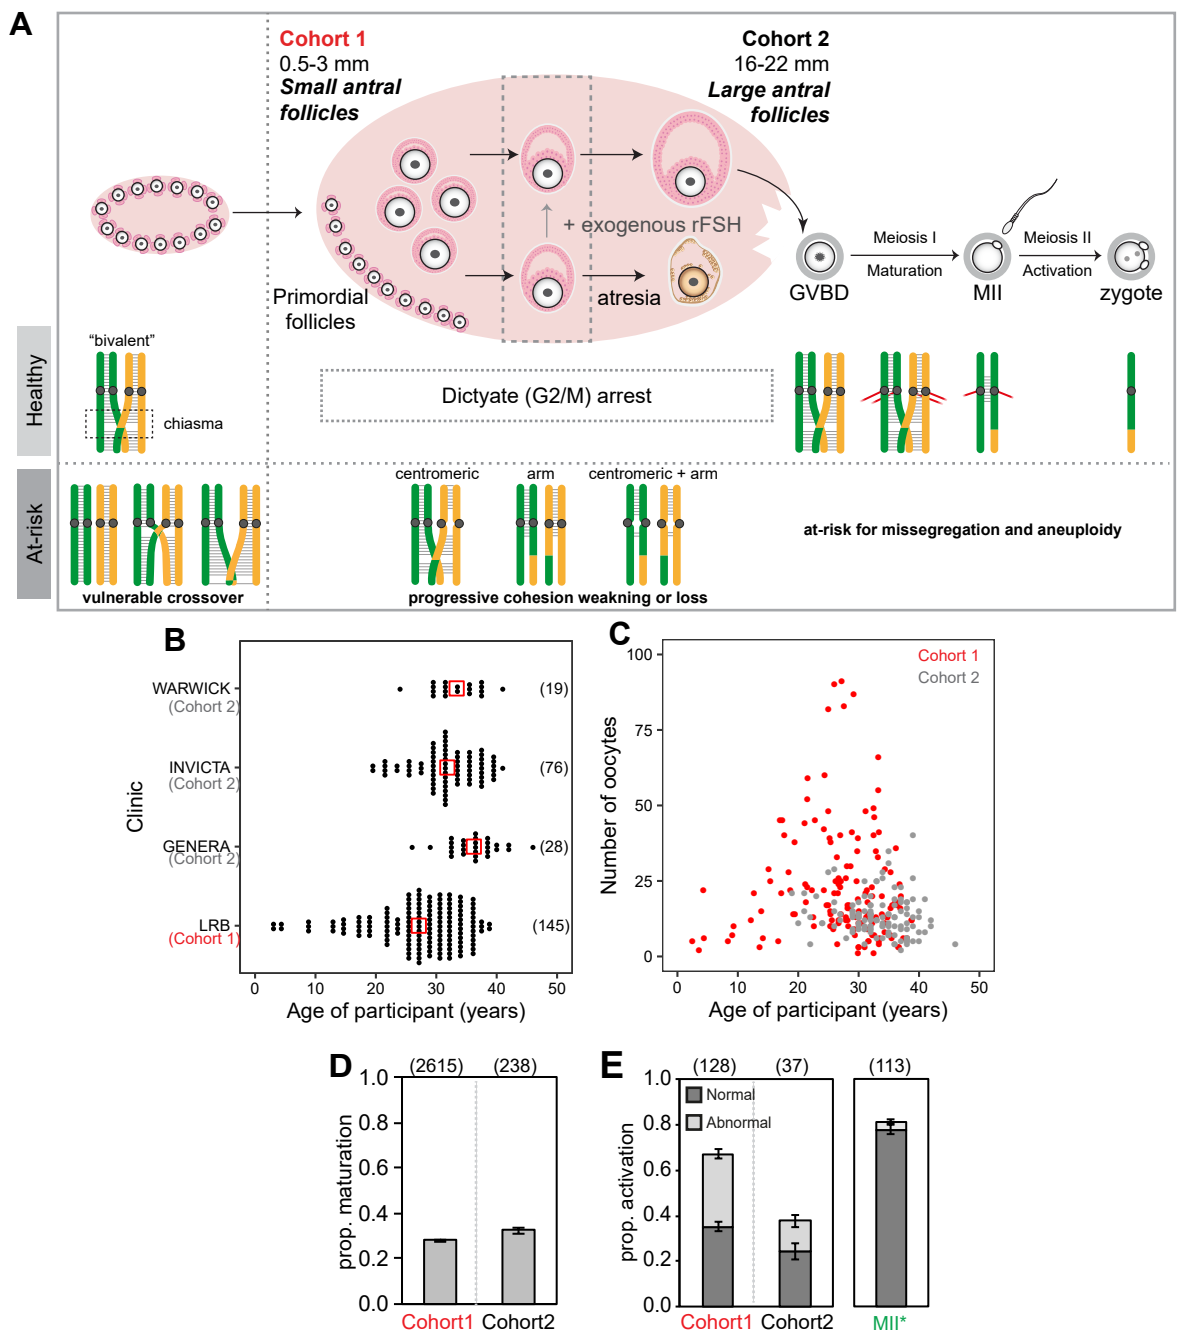 A
Cohort 1
0.5-3 mm
Small antral
follicles
Cohort 2
16-22 mm
Large antral
follicles
+ exogenous rFSH
Primordial
follicles
atresia
GVBD
Meiosis I
Maturation
MII
Meiosis II
Activation
zygote
Healthy
"bivalent"
chiasma
Dictyate (G2/M) arrest
At-risk
centromeric
arm
centromeric + arm
at-risk for missegregation and aneuploidy
vulnerable crossover
progressive cohesion weakning or loss
B
Clinic
WARWICK
(Cohort 2)
(19)
INVICTA
(Cohort 2)
(76)
GENERA
(Cohort 2)
(28)
LRB
(Cohort 1)
(145)
0 10 20 30 40 50
Age of participant (years)
C
Number of oocytes
100
75
50
25
0
Cohort 1
Cohort 2
0 10 20 30 40 50
Age of participant (years)
D
prop. maturation
(2615) (238)
1.0
0.8
0.6
0.4
0.2
0.0
Cohort1 Cohort2
E
prop. activation
(128) (37) (113)
1.0
0.8
0.6
0.4
0.2
0.0
Normal
Abnormal
Cohort1 Cohort2 MII*